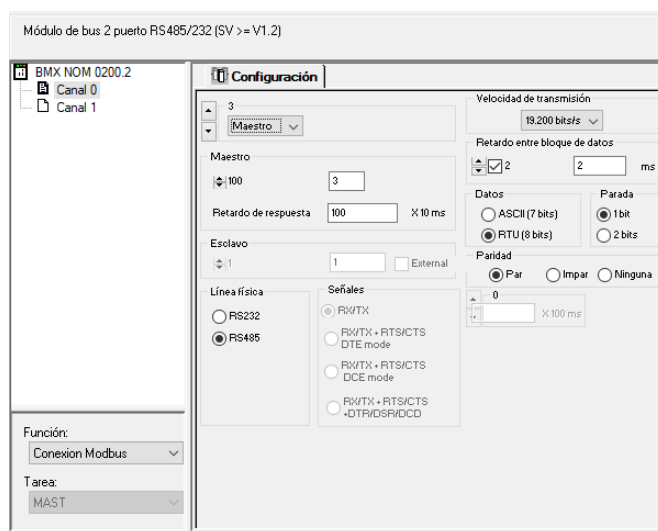 Módulo de bus 2 puerto RS485/232 (SV >= V1.2)
BMX NOM 0200.2
Canal 0
Canal 1
Configuración
3
Maestro
Maestro
100 3
Retardo de respuesta 100 X 10 ms
Esclavo
1 1 External
Línea física
RS232
RS485
Señales
RX/TX
RX/TX + RTS/CTS
DTE mode
RX/TX + RTS/CTS
DCE mode
RX/TX + RTS/CTS
+DTR/DSR/DCD
Velocidad de transmisión
19.200 bits/s
Retardo entre bloque de datos
2 2 ms
Datos
ASCII (7 bits)
RTU (8 bits)
Parada
1 bit
2 bits
Paridad
Par Impar Ninguna
0
X 100 ms
Función:
Conexion Modbus
Tarea:
MAST